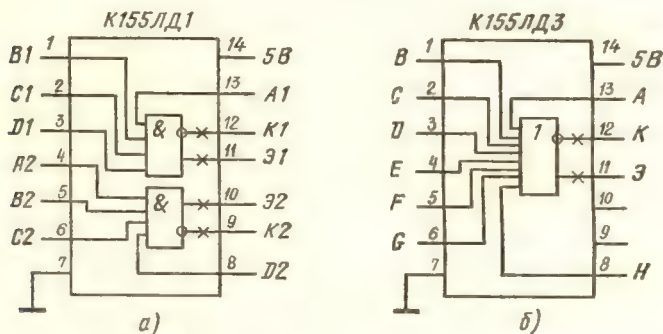 К155ЛД1
B1 1 14 5В
C1 2 13 A1
D1 3 & 12 К1
A2 4 11 Э1
B2 5 & 10 Э2
C2 6 9 К2
7 8 D2
а)
К155ЛД3
B 1 14 5В
C 2 13 A
D 3 1 12 К
E 4 11 Э
F 5 10
G 6 9
7 8 H
б)